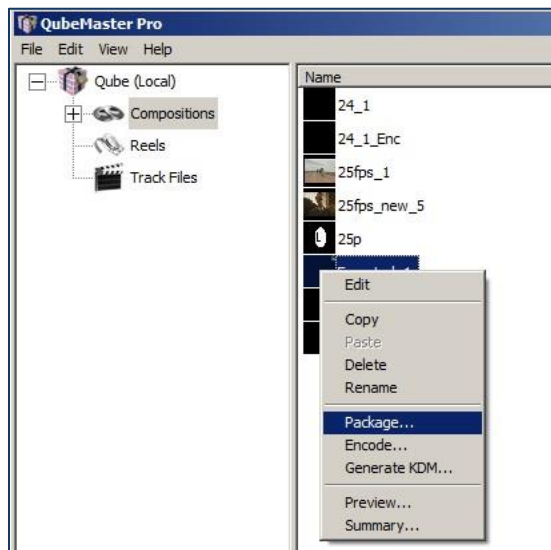 QubeMaster Pro
File Edit View Help
Qube (Local)
Compositions
Reels
Track Files
Name
24_1
24_1_Enc
25fps_1
25fps_new_5
25p
Edit
Copy
Paste
Delete
Rename
Package...
Encode...
Generate KDM...
Preview...
Summary...